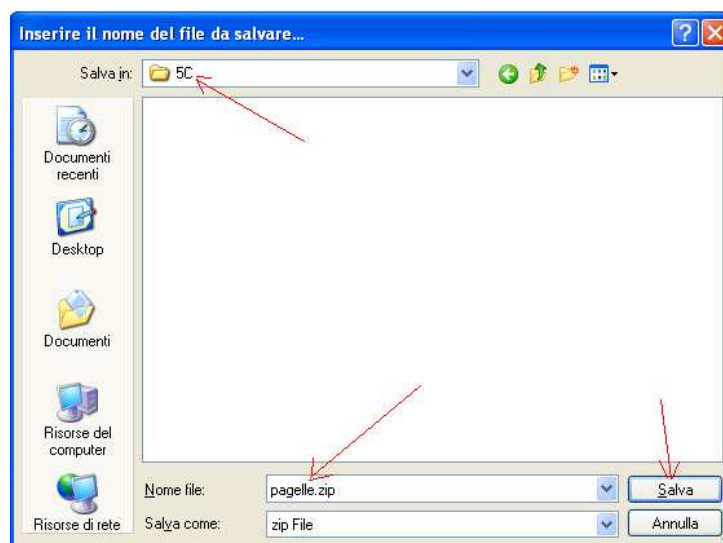 Inserire il nome del file da salvare...
Salva in: 5C
Documenti
recenti
Desktop
Documenti
Risorse del
computer
Risorse di rete
Nome file: pagelle.zip Salva
Salva come: zip File Annulla